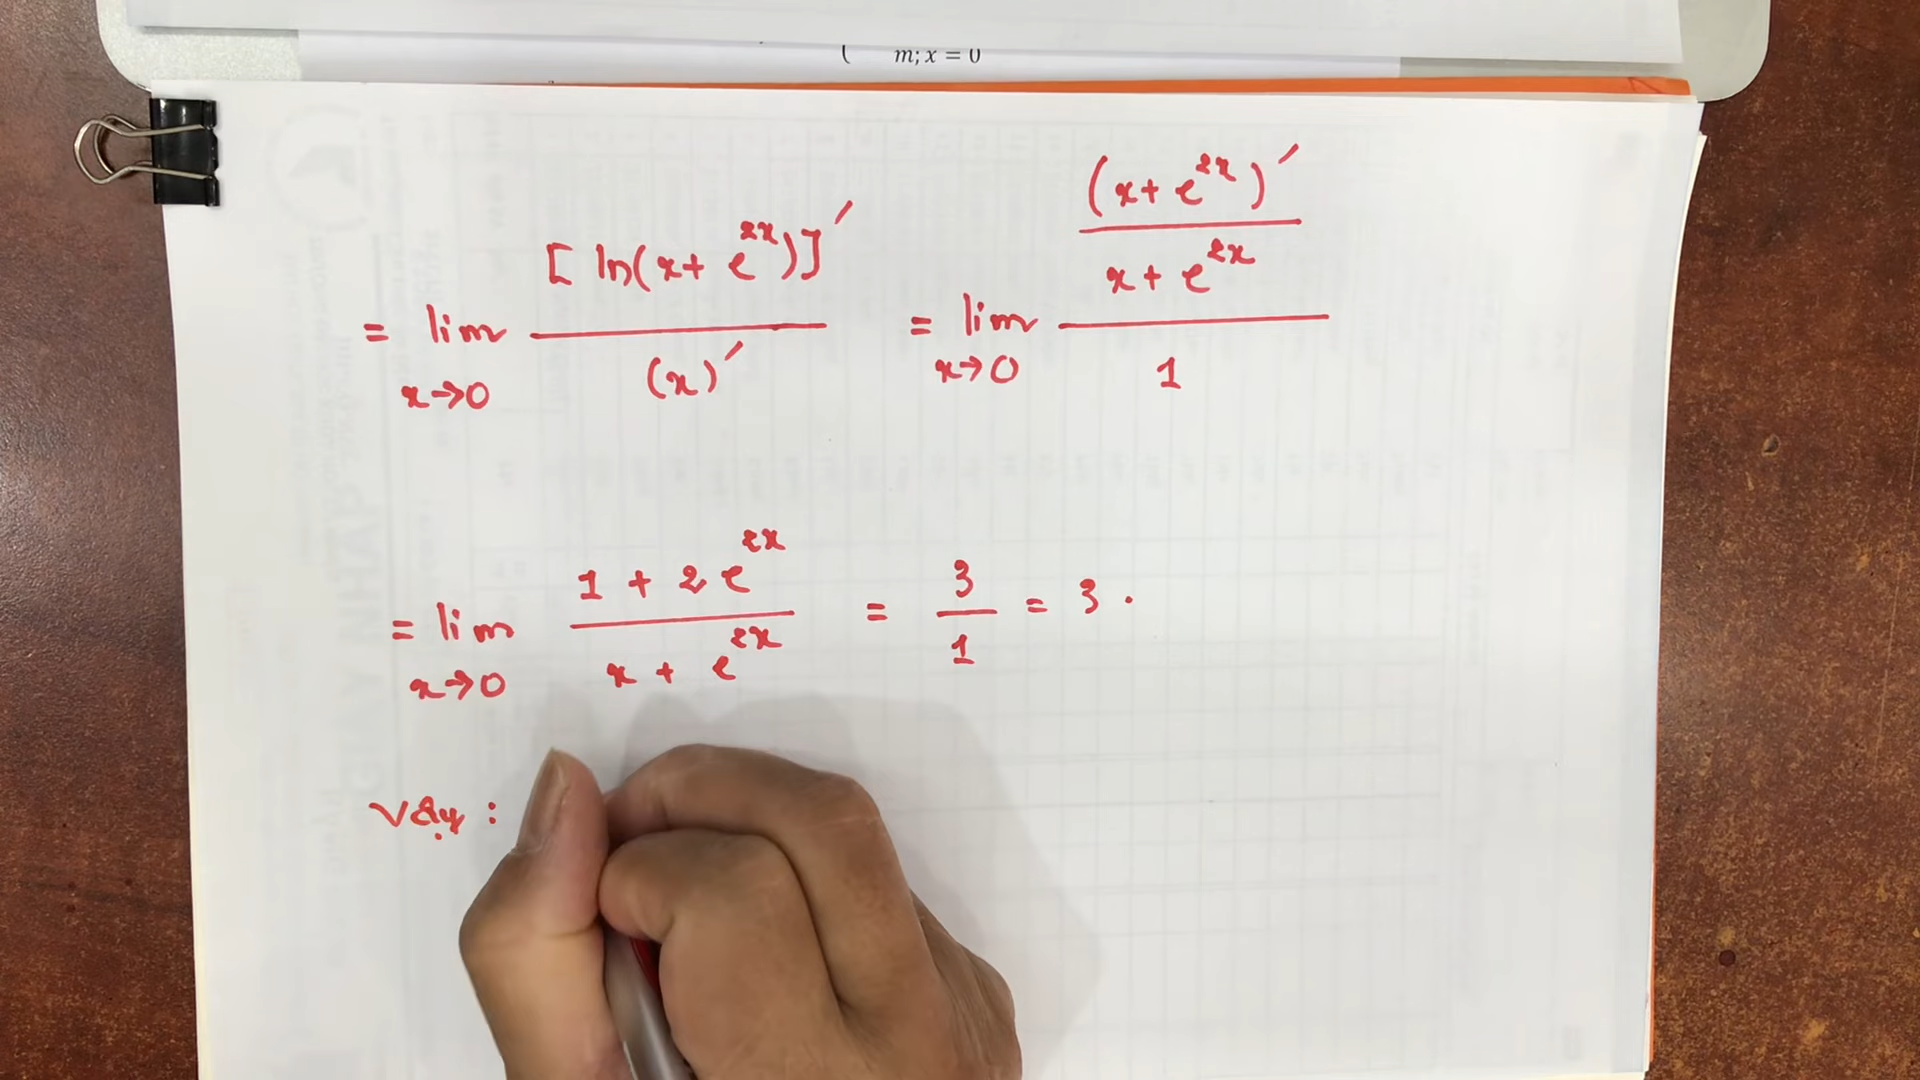 ( m; x = 0
= lim x→0 [ ln(x + e^{2x}) ]′ / (x)′ = lim x→0 ((x + e^{2x})′ / (x + e^{2x})) / 1
= lim x→0 (1 + 2e^{2x}) / (x + e^{2x}) = 3/1 = 3 .
Vậy :